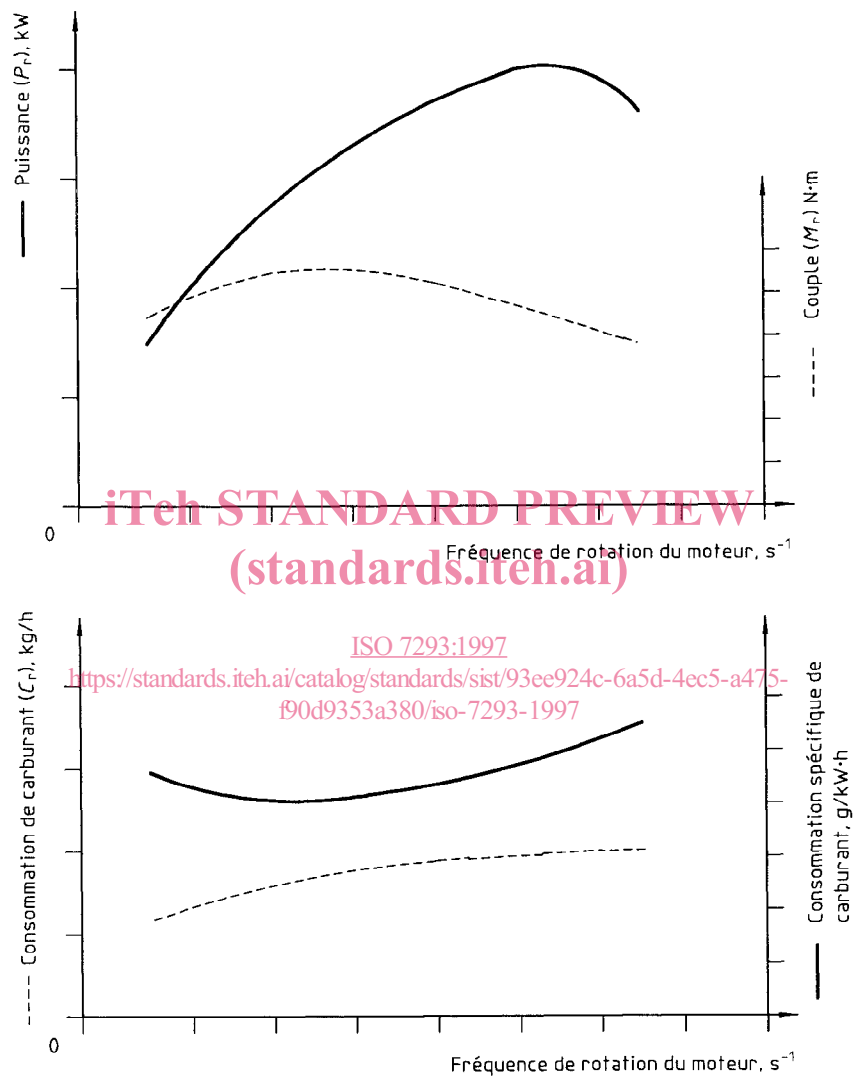 Puissance (Pr), kW
Couple (Mr) N·m
0
iTeh STANDARD PREVIEW
Fréquence de rotation du moteur, s⁻¹
(standards.iteh.ai)
Consommation de carburant (Cr), kg/h
ISO 7293:1997
https://standards.iteh.ai/catalog/standards/sist/93ee924c-6a5d-4ec5-a475-
f90d9353a380/iso-7293-1997
Consommation spécifique de
carburant, g/kW·h
0
Fréquence de rotation du moteur, s⁻¹